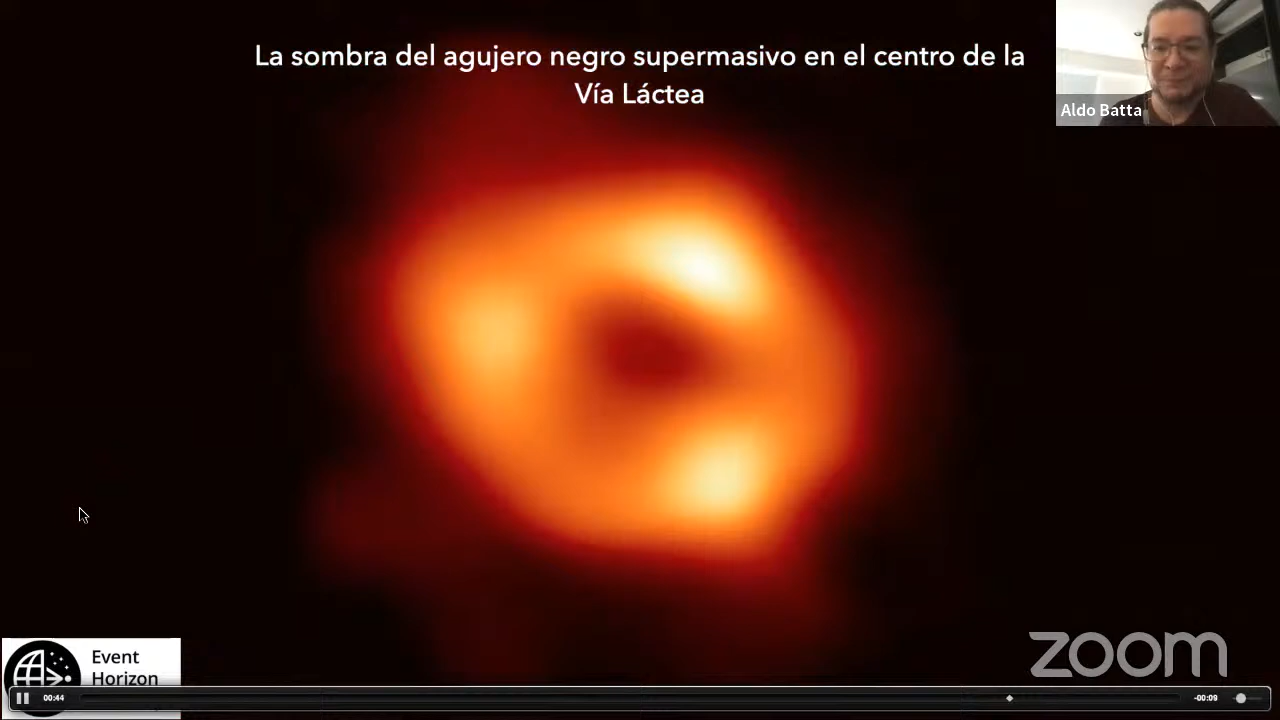 La sombra del agujero negro supermasivo en el centro de la
Vía Láctea
Aldo Batta
Event
Horizon
zoom
00:44
-00:09